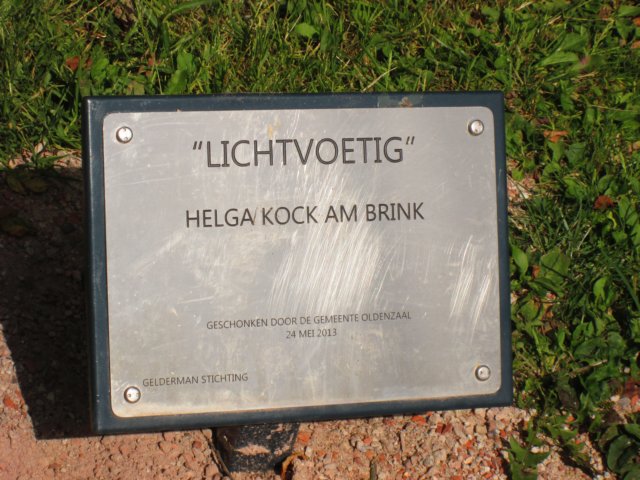 "LICHTVOETIG"
HELGA KOCK AM BRINK
GESCHONKEN DOOR DE GEMEENTE OLDENZAAL
24 MEI 2013
GELDERMAN STICHTING